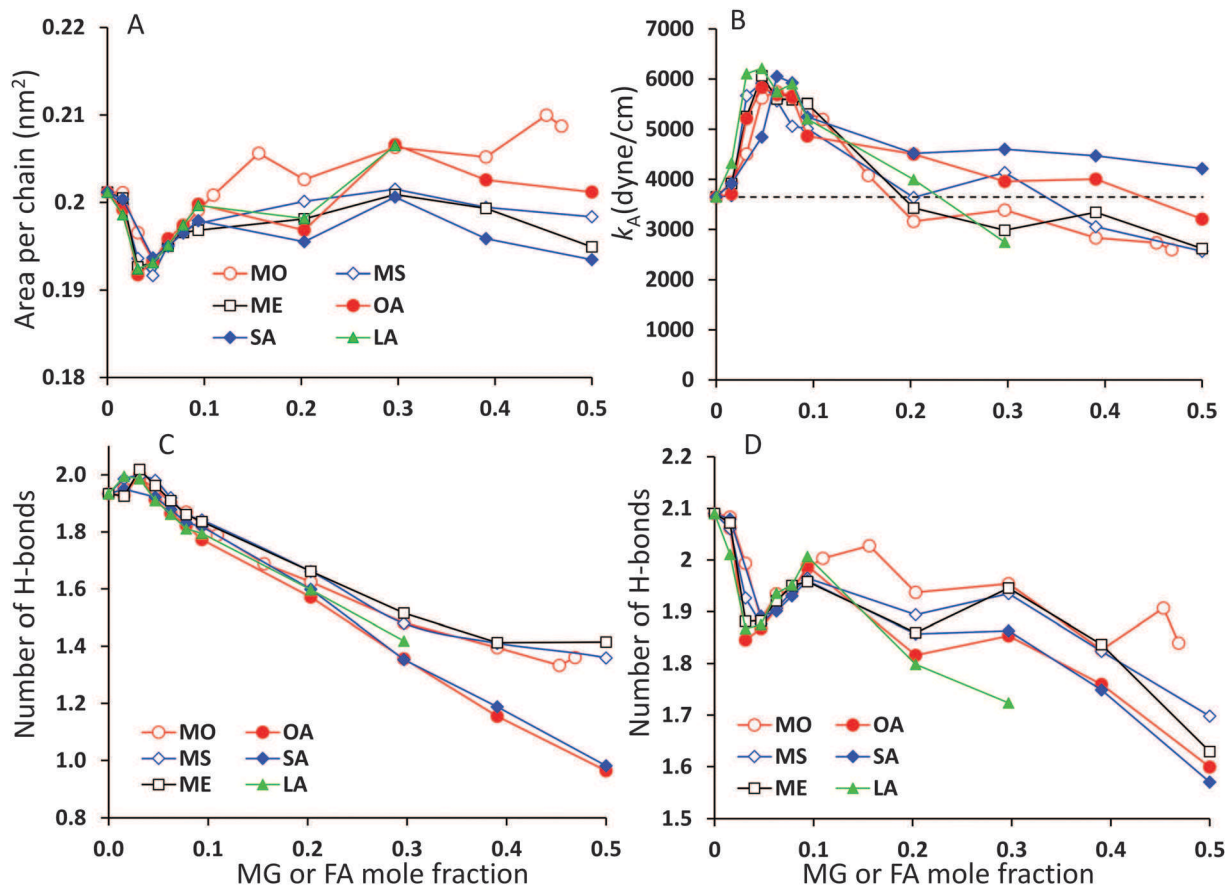 A
Area per chain (nm²)
0.22
0.21
0.2
0.19
0.18
0 0.1 0.2 0.3 0.4 0.5
MO MS
ME OA
SA LA
B
kA(dyne/cm)
7000
6000
5000
4000
3000
2000
1000
0
0 0.1 0.2 0.3 0.4 0.5
C
Number of H-bonds
2.0
1.8
1.6
1.4
1.2
1.0
0.8
MO OA
MS SA
ME LA
0.0 0.1 0.2 0.3 0.4 0.5
MG or FA mole fraction
D
Number of H-bonds
2.2
2.1
2.0
1.9
1.8
1.7
1.6
1.5
MO OA
MS SA
ME LA
0 0.1 0.2 0.3 0.4 0.5
MG or FA mole fraction